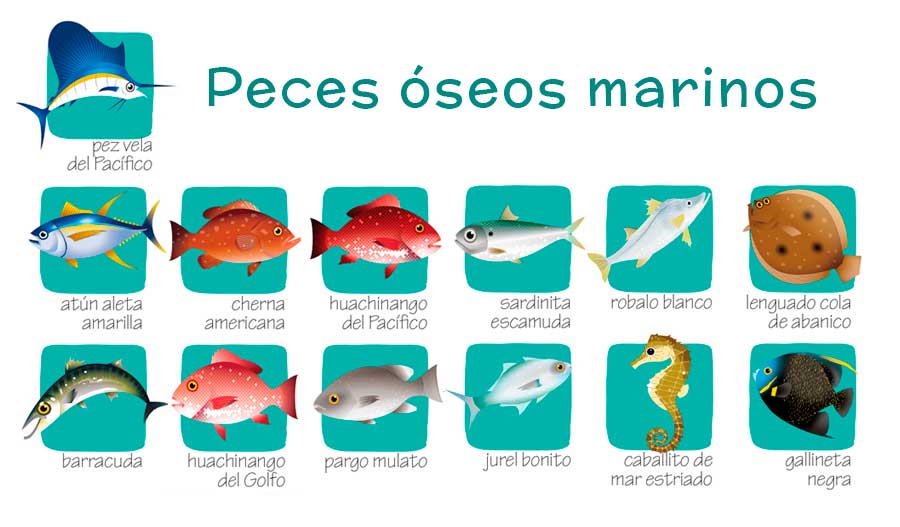 Peces óseos marinos
pez vela
del Pacífico
atún aleta
amarilla
cherna
americana
huachinango
del Pacífico
sardinita
escamuda
robalo blanco
lenguado cola
de abanico
barracuda
huachinango
del Golfo
pargo mulato
jurel bonito
caballito de
mar estriado
gallineta
negra